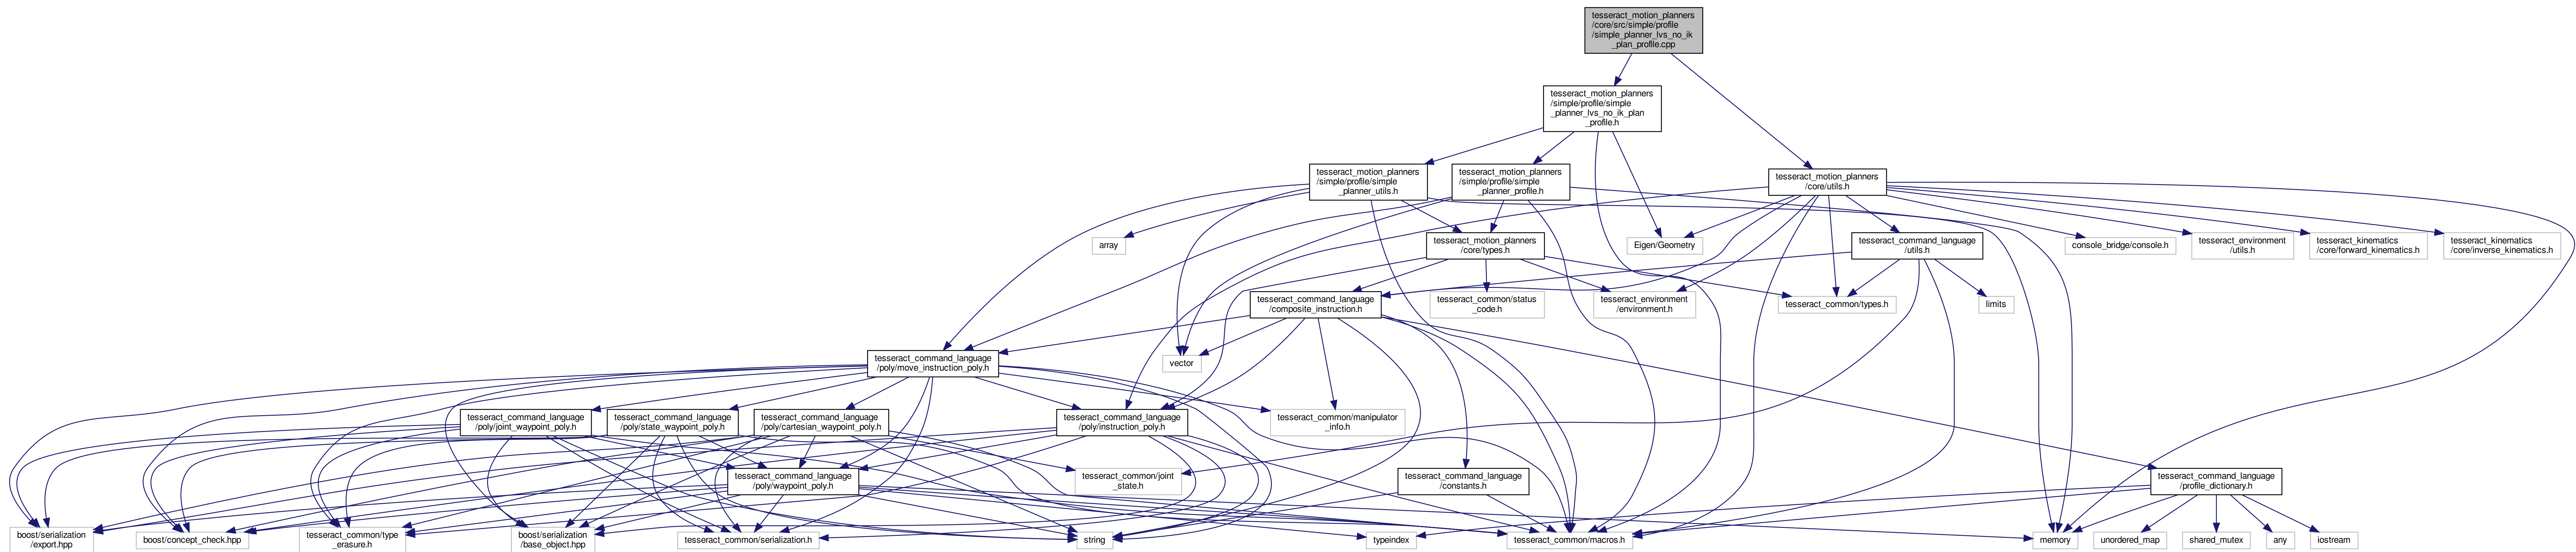 tesseract_motion_planners
/core/src/simple/profile
/simple_planner_lvs_no_ik
_plan_profile.cpp
tesseract_motion_planners
/simple/profile/simple
_planner_lvs_no_ik_plan
_profile.h
tesseract_motion_planners
/simple/profile/simple
_planner_utils.h
tesseract_motion_planners
/simple/profile/simple
_planner_profile.h
tesseract_motion_planners
/core/utils.h
array
tesseract_motion_planners
/core/types.h
Eigen/Geometry
tesseract_command_language
/utils.h
console_bridge/console.h
tesseract_environment
/utils.h
tesseract_kinematics
/core/forward_kinematics.h
tesseract_kinematics
/core/inverse_kinematics.h
tesseract_command_language
/composite_instruction.h
tesseract_common/status
_code.h
tesseract_environment
/environment.h
tesseract_common/types.h
limits
tesseract_command_language
/poly/move_instruction_poly.h
vector
tesseract_command_language
/poly/joint_waypoint_poly.h
tesseract_command_language
/poly/state_waypoint_poly.h
tesseract_command_language
/poly/cartesian_waypoint_poly.h
tesseract_command_language
/poly/instruction_poly.h
tesseract_common/manipulator
_info.h
tesseract_command_language
/poly/waypoint_poly.h
tesseract_common/joint
_state.h
tesseract_command_language
/constants.h
tesseract_command_language
/profile_dictionary.h
boost/serialization
/export.hpp
boost/concept_check.hpp
tesseract_common/type
_erasure.h
boost/serialization
/base_object.hpp
tesseract_common/serialization.h
string
typeindex
tesseract_common/macros.h
memory
unordered_map
shared_mutex
any
iostream